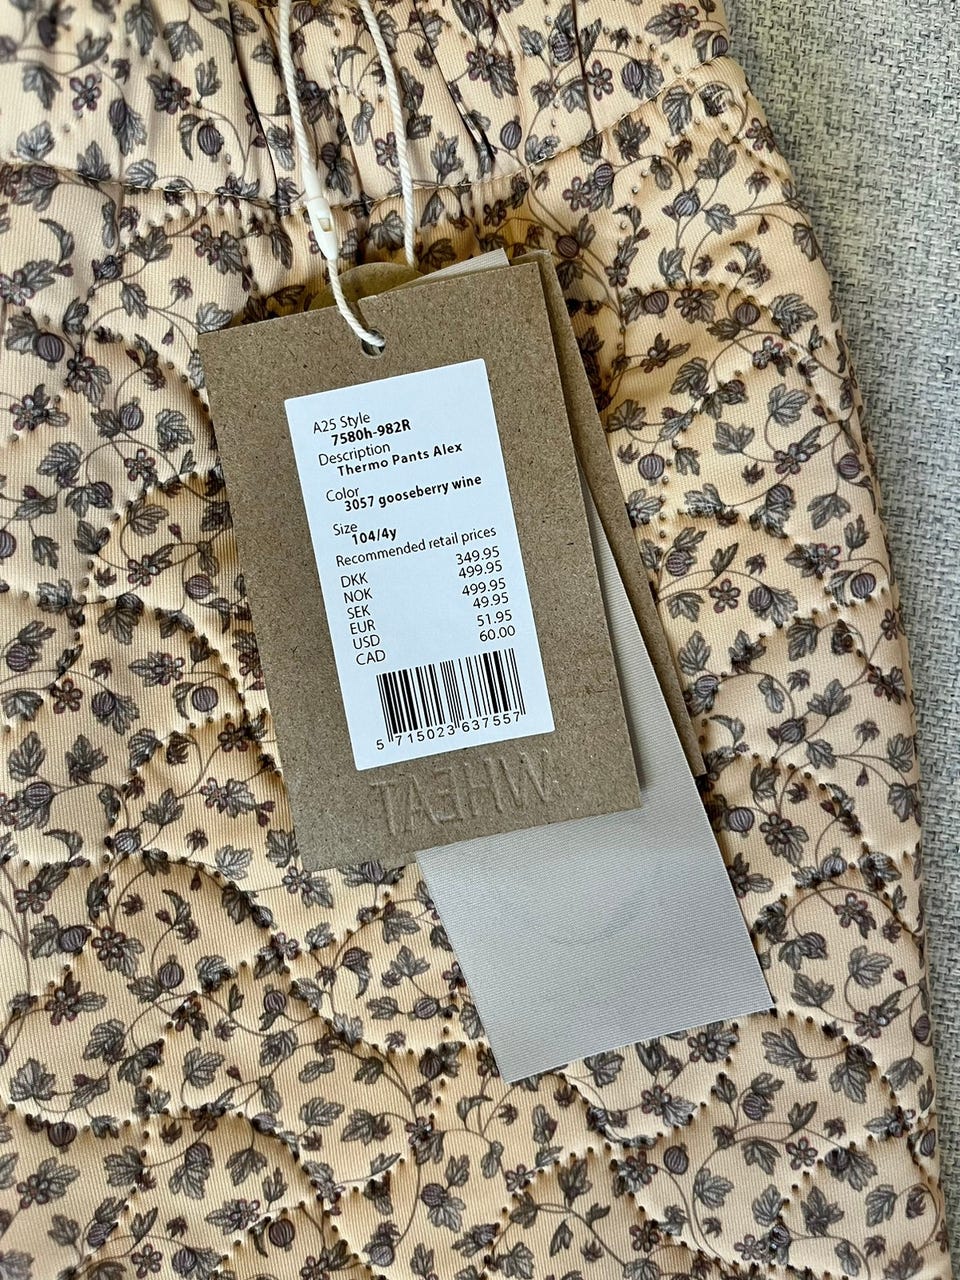 A25 Style
7580h-982R
Description
Thermo Pants Alex
Color
3057 gooseberry wine
Size
104/4y
Recommended retail prices
DKK 349.95
NOK 499.95
SEK 499.95
EUR 49.95
USD 51.95
CAD 60.00
5 715023 637557
WHEAT